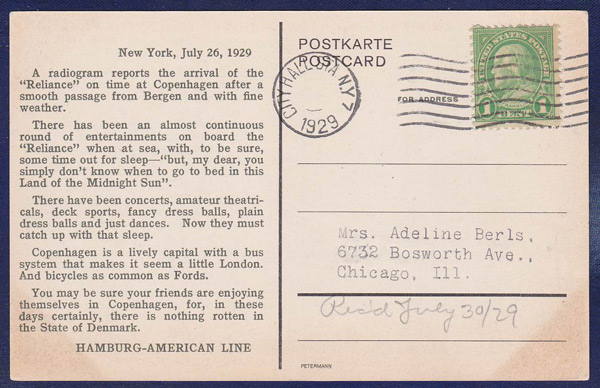 New York, July 26, 1929
A radiogram reports the arrival of the
"Reliance" on time at Copenhagen after a
smooth passage from Bergen and with fine
weather.
There has been an almost continuous
round of entertainments on board the
"Reliance" when at sea, with, to be sure,
some time out for sleep—"but, my dear, you
simply don't know when to go to bed in this
Land of the Midnight Sun".
There have been concerts, amateur theatri-
cals, deck sports, fancy dress balls, plain
dress balls and just dances. Now they must
catch up with that sleep.
Copenhagen is a lively capital with a bus
system that makes it seem a little London.
And bicycles as common as Fords.
You may be sure your friends are enjoying
themselves in Copenhagen, for, in these
days certainly, there is nothing rotten in
the State of Denmark.
HAMBURG-AMERICAN LINE
POSTKARTE
POSTCARD
FOR ADDRESS
CITY HALL STA. N.Y. 7
1929
UNITED STATES POSTAGE
1 1
Mrs. Adeline Berls,
6732 Bosworth Ave.,
Chicago, Ill.
Rec'd July 30/29
PETERMANN